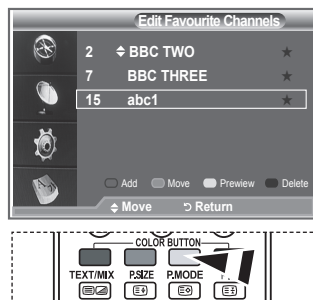 Edit Favourite Channels
2 BBC TWO ★
7 BBC THREE ★
15 abc1 ★
Add Move Preview Delete
Move Return
COLOR BUTTON
TEXT/MIX P.SIZE P.MODE